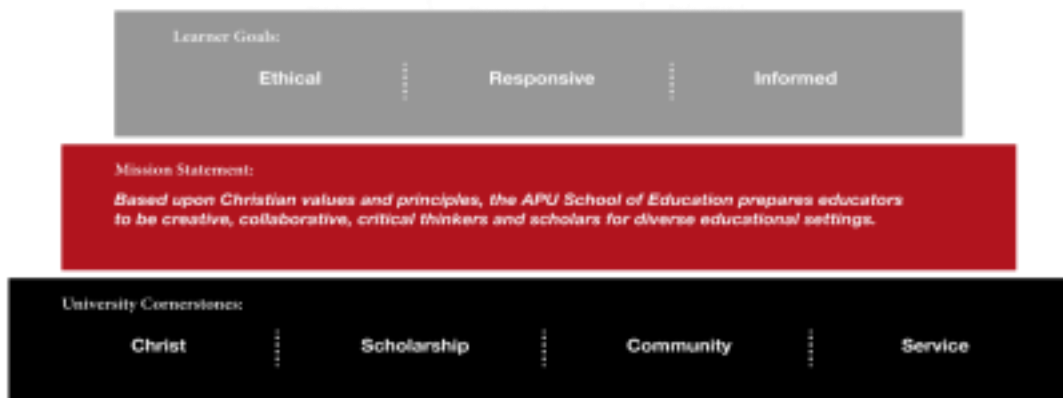 Learner Goals:
Ethical Responsive Informed
Mission Statement:
Based upon Christian values and principles, the APU School of Education prepares educators
to be creative, collaborative, critical thinkers and scholars for diverse educational settings.
University Cornerstones:
Christ Scholarship Community Service